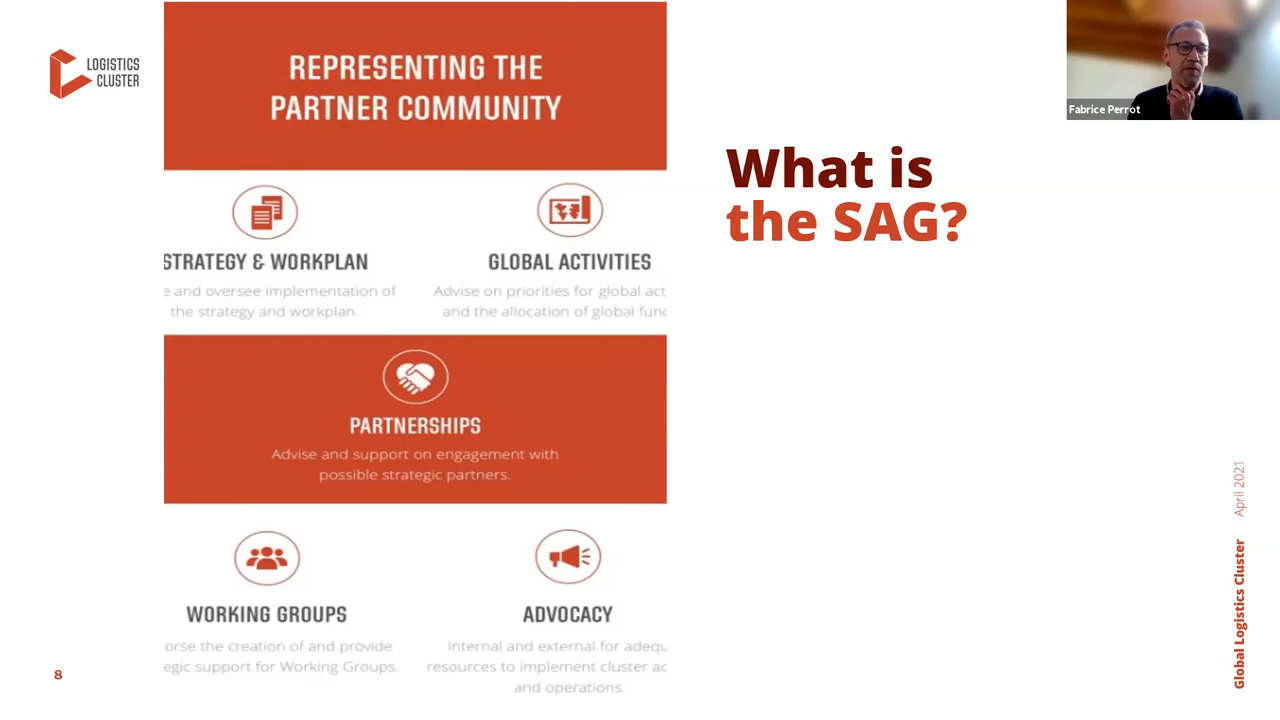 LOGISTICS
CLUSTER
REPRESENTING THE
PARTNER COMMUNITY
Fabrice Perrot
What is
the SAG?
STRATEGY & WORKPLAN
e and oversee implementation of
the strategy and workplan.
GLOBAL ACTIVITIES
Advise on priorities for global act
and the allocation of global func
PARTNERSHIPS
Advise and support on engagement with
possible strategic partners.
WORKING GROUPS
orse the creation of and provide
egic support for Working Groups.
ADVOCACY
Internal and external for adequ
resources to implement cluster ac
and operations.
8
Global Logistics Cluster April 2021